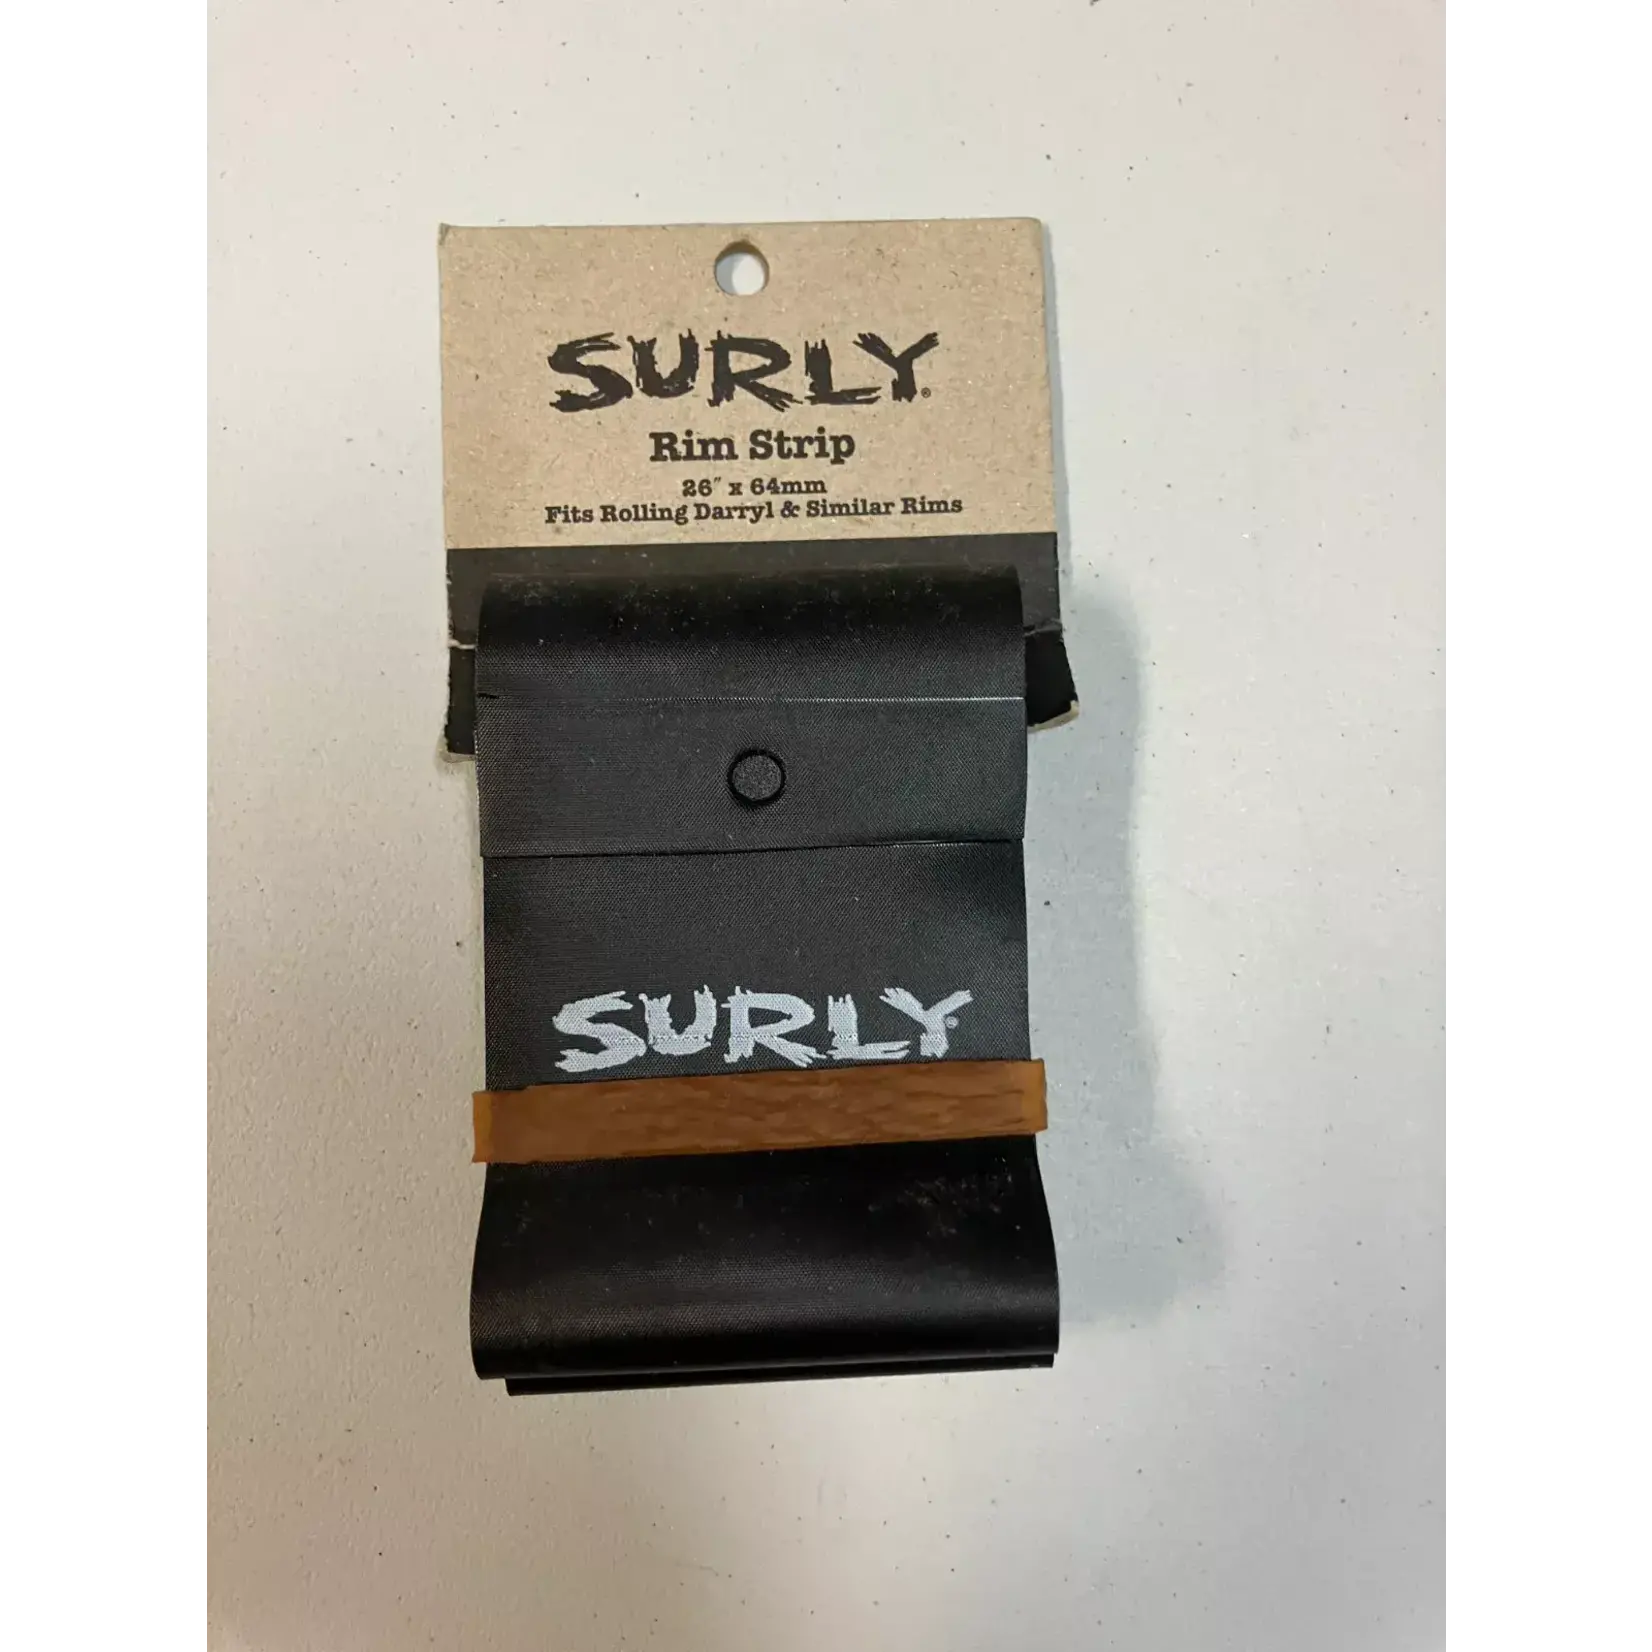 SURLY®
Rim Strip
26″ x 64mm
Fits Rolling Darryl & Similar Rims
SURLY®